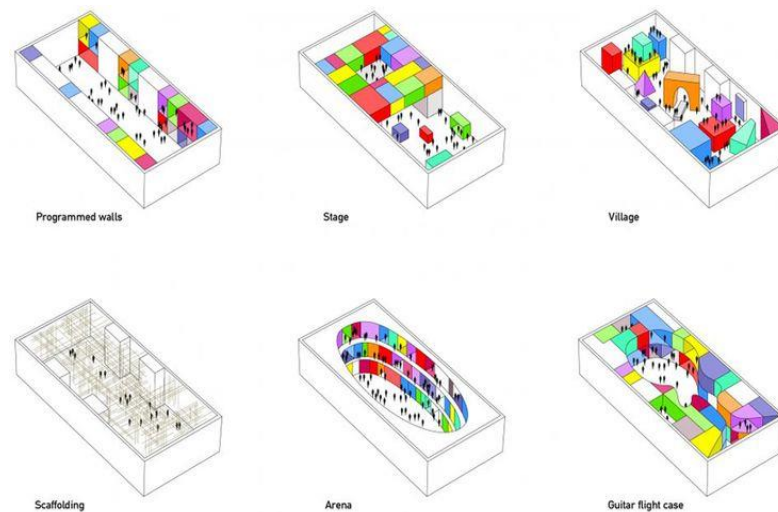 Programmed walls
Stage
Village
Scaffolding
Arena
Guitar flight case